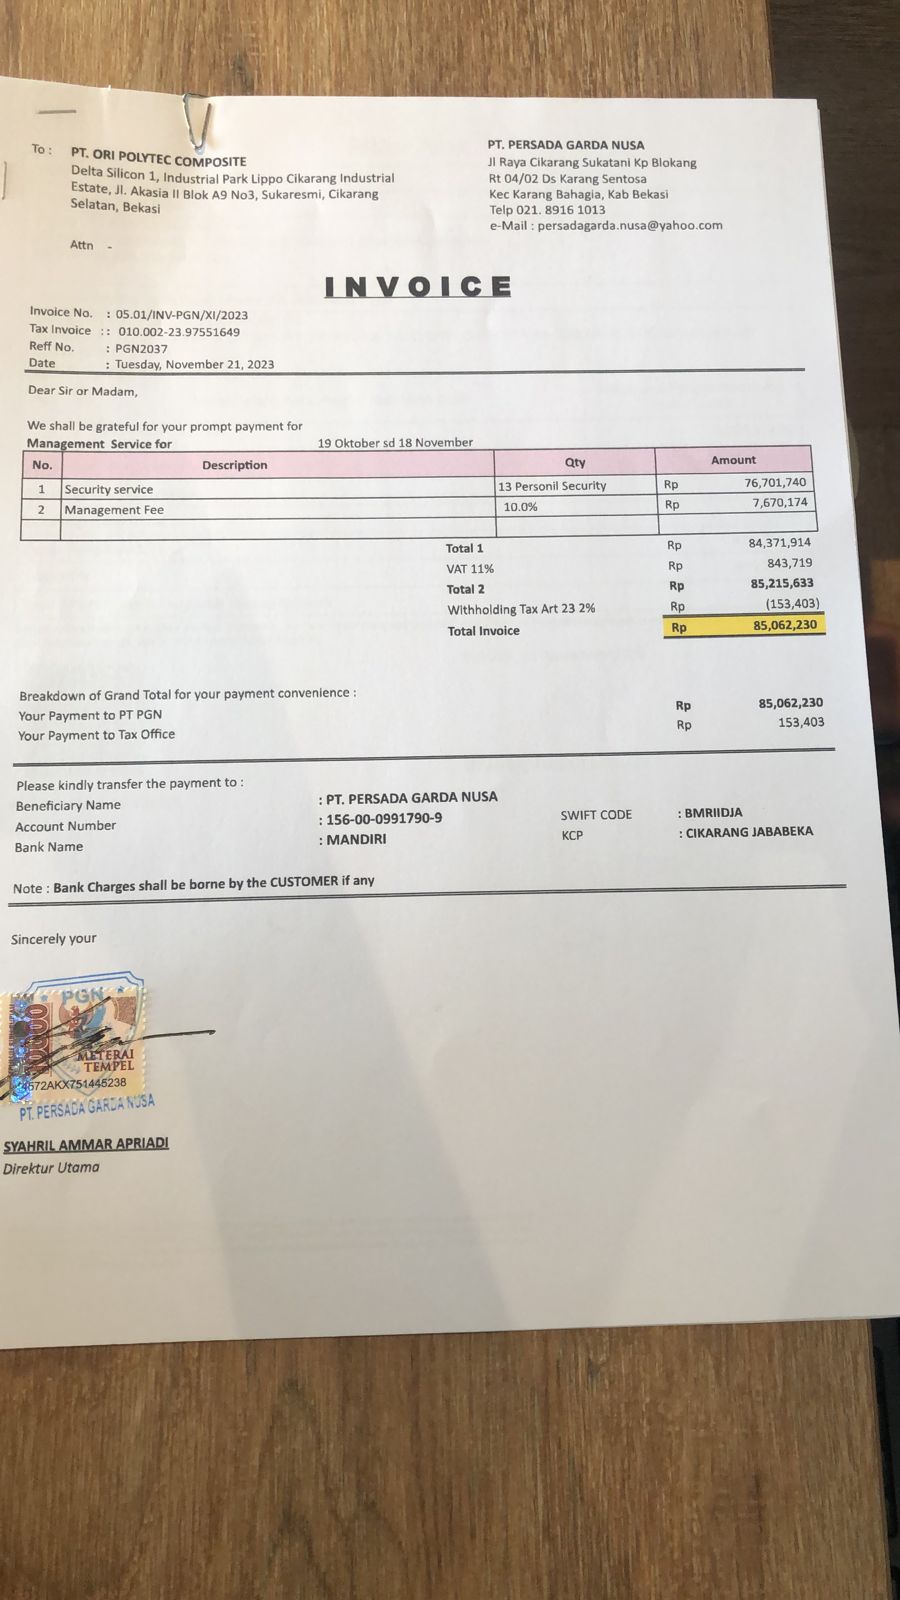 To : PT. ORI POLYTEC COMPOSITE
Delta Silicon 1, Industrial Park Lippo Cikarang Industrial
Estate, Jl. Akasia II Blok A9 No3, Sukaresmi, Cikarang
Selatan, Bekasi
Attn -
PT. PERSADA GARDA NUSA
Jl Raya Cikarang Sukatani Kp Blokang
Rt 04/02 Ds Karang Sentosa
Kec Karang Bahagia, Kab Bekasi
Telp 021. 8916 1013
e-Mail : persadagarda.nusa@yahoo.com
INVOICE
Invoice No. : 05.01/INV-PGN/XI/2023
Tax Invoice :: 010.002-23.97551649
Reff No. : PGN2037
Date : Tuesday, November 21, 2023
Dear Sir or Madam,
We shall be grateful for your prompt payment for
Management Service for 19 Oktober sd 18 November
No. Description Qty Amount
1 Security service 13 Personil Security Rp 76,701,740
2 Management Fee 10.0% Rp 7,670,174
Total 1 Rp 84,371,914
VAT 11% Rp 843,719
Total 2 Rp 85,215,633
Withholding Tax Art 23 2% Rp (153,403)
Total Invoice Rp 85,062,230
Breakdown of Grand Total for your payment convenience :
Your Payment to PT PGN Rp 85,062,230
Your Payment to Tax Office Rp 153,403
Please kindly transfer the payment to :
Beneficiary Name : PT. PERSADA GARDA NUSA
Account Number : 156-00-0991790-9 SWIFT CODE : BMRIIDJA
Bank Name : MANDIRI KCP : CIKARANG JABABEKA
Note : Bank Charges shall be borne by the CUSTOMER if any
Sincerely your
PGN
METERAI
TEMPEL
572AKX751445238
PT. PERSADA GARDA NUSA
SYAHRIL AMMAR APRIADI
Direktur Utama